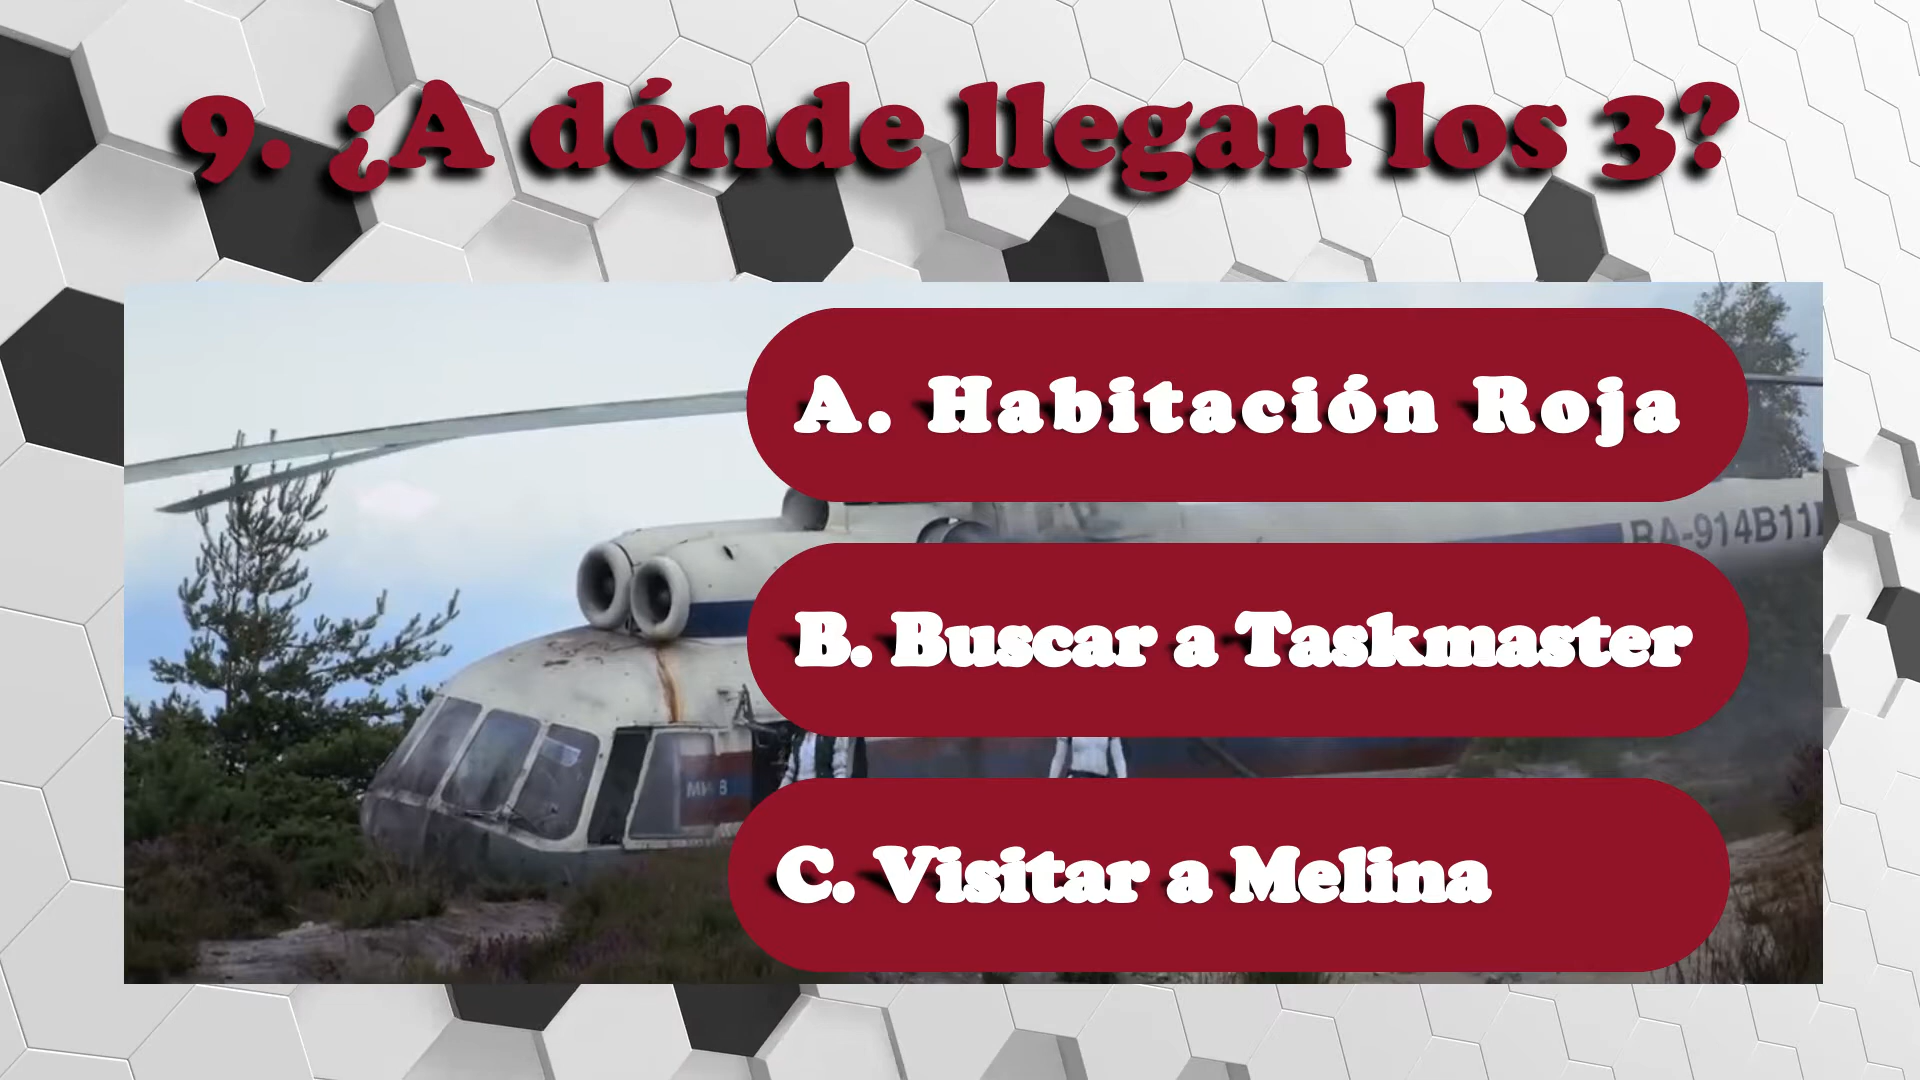 9. ¿A dónde llegan los 3?
A. Habitación Roja
B. Buscar a Taskmaster
C. Visitar a Melina